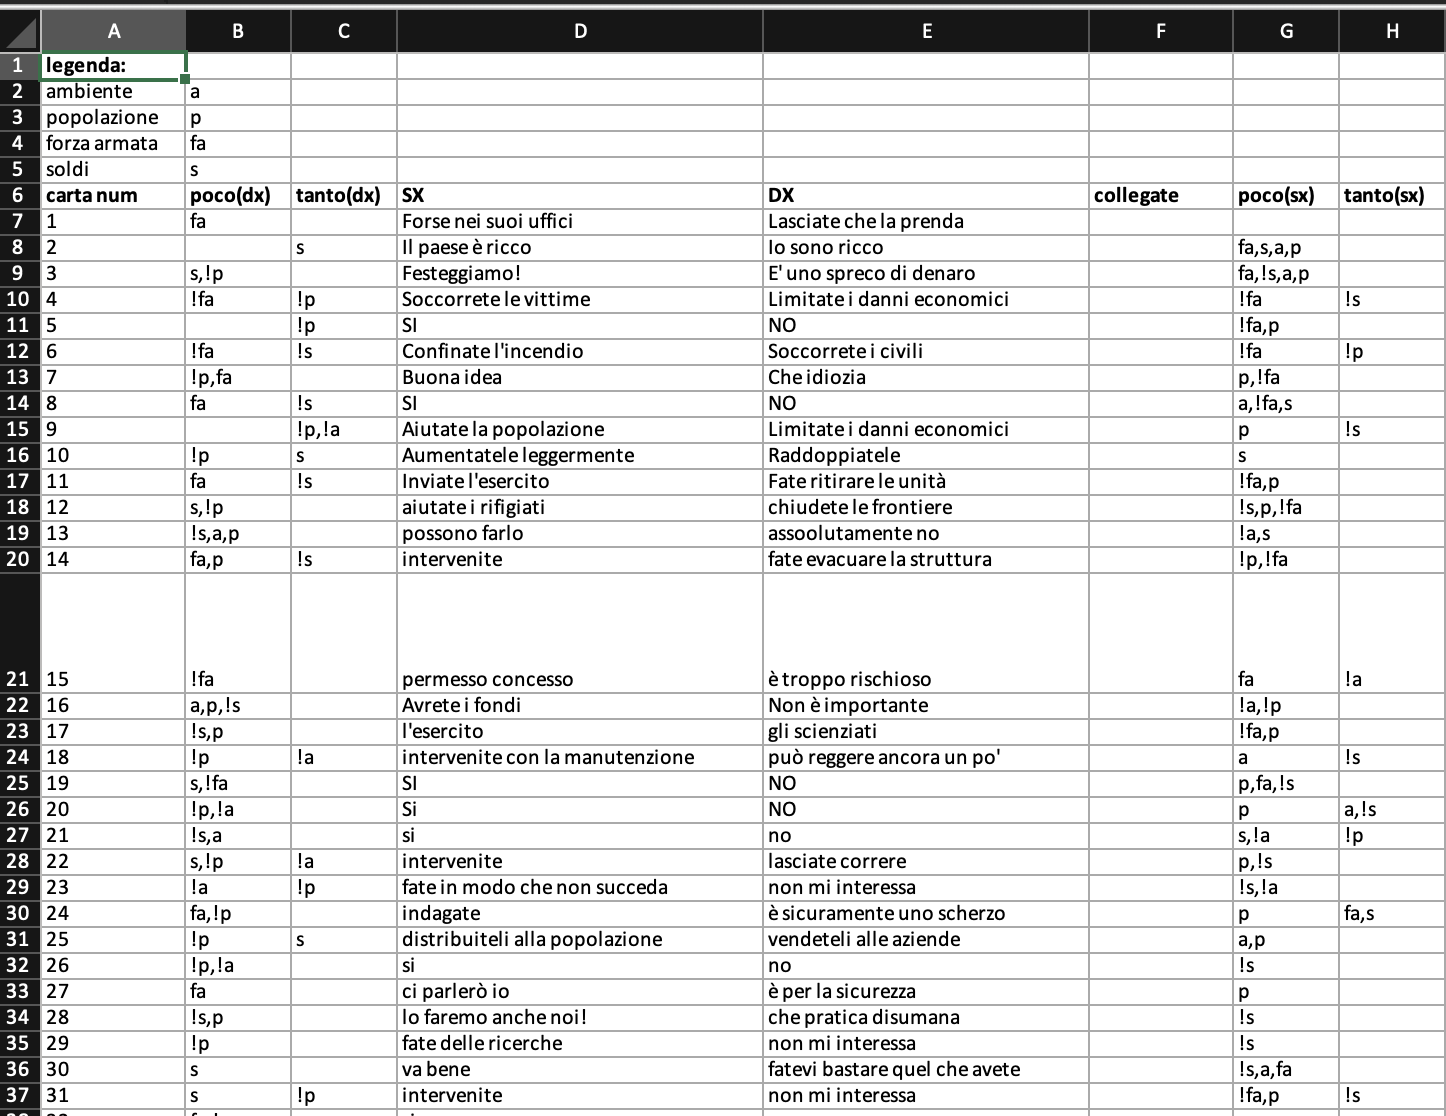 A B C D E F G H
1 legenda:
2 ambiente a
3 popolazione p
4 forza armata fa
5 soldi s
6 carta num poco(dx) tanto(dx) SX DX collegate poco(sx) tanto(sx)
7 1 fa Forse nei suoi uffici Lasciate che la prenda
8 2 s Il paese è ricco Io sono ricco fa,s,a,p
9 3 s,!p Festeggiamo! E' uno spreco di denaro fa,!s,a,p
10 4 !fa !p Soccorrete le vittime Limitate i danni economici !fa !s
11 5 !p SI NO !fa,p
12 6 !fa !s Confinate l'incendio Soccorrete i civili !fa !p
13 7 !p,fa Buona idea Che idiozia p,!fa
14 8 fa !s SI NO a,!fa,s
15 9 !p,!a Aiutate la popolazione Limitate i danni economici p !s
16 10 !p s Aumentatele leggermente Raddoppiatele s
17 11 fa !s Inviate l'esercito Fate ritirare le unità !fa,p
18 12 s,!p aiutate i rifigiati chiudete le frontiere !s,p,!fa
19 13 !s,a,p possono farlo assoolutamente no !a,s
20 14 fa,p !s intervenite fate evacuare la struttura !p,!fa
21 15 !fa permesso concesso è troppo rischioso fa !a
22 16 a,p,!s Avrete i fondi Non è importante !a,!p
23 17 !s,p l'esercito gli scienziati !fa,p
24 18 !p !a intervenite con la manutenzione può reggere ancora un po' a !s
25 19 s,!fa SI NO p,fa,!s
26 20 !p,!a Si NO p a,!s
27 21 !s,a si no s,!a !p
28 22 s,!p !a intervenite lasciate correre p,!s
29 23 !a !p fate in modo che non succeda non mi interessa !s,!a
30 24 fa,!p indagate è sicuramente uno scherzo p fa,s
31 25 !p s distribuiteli alla popolazione vendeteli alle aziende a,p
32 26 !p,!a si no !s
33 27 fa ci parlerò io è per la sicurezza p
34 28 !s,p lo faremo anche noi! che pratica disumana !s
35 29 !p fate delle ricerche non mi interessa !s
36 30 s va bene fatevi bastare quel che avete !s,a,fa
37 31 s !p intervenite non mi interessa !fa,p !s